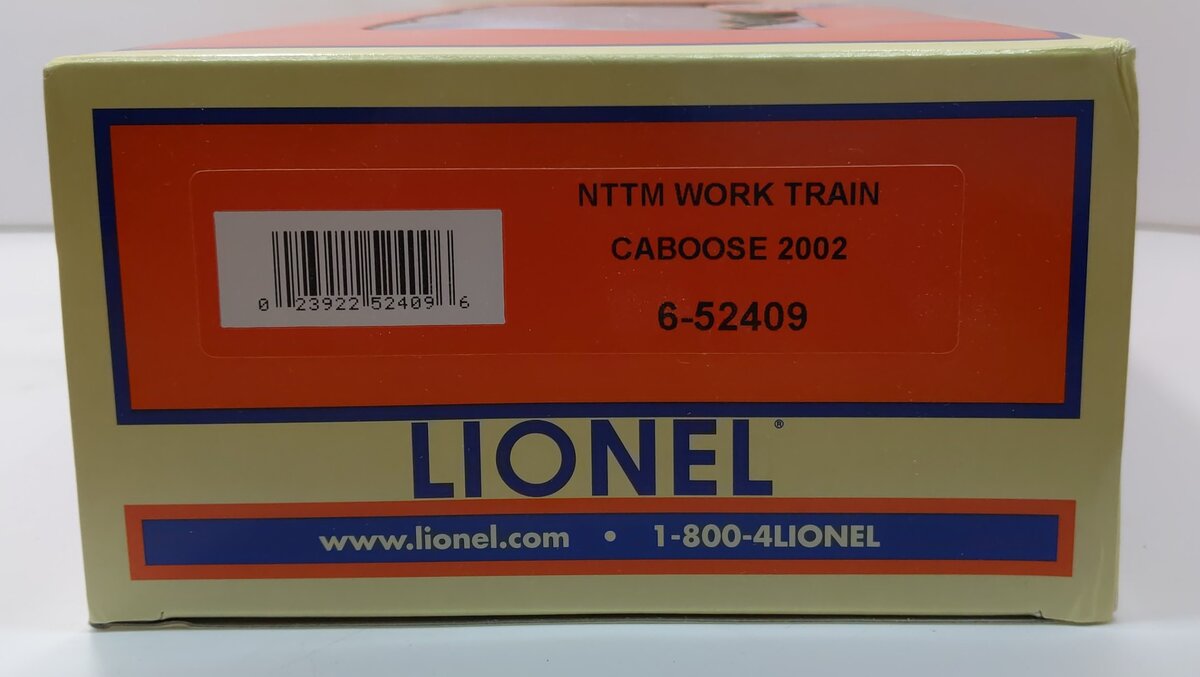 NTTM WORK TRAIN
CABOOSE 2002
6-52409
0 23922 52409 6
LIONEL®
www.lionel.com • 1-800-4LIONEL